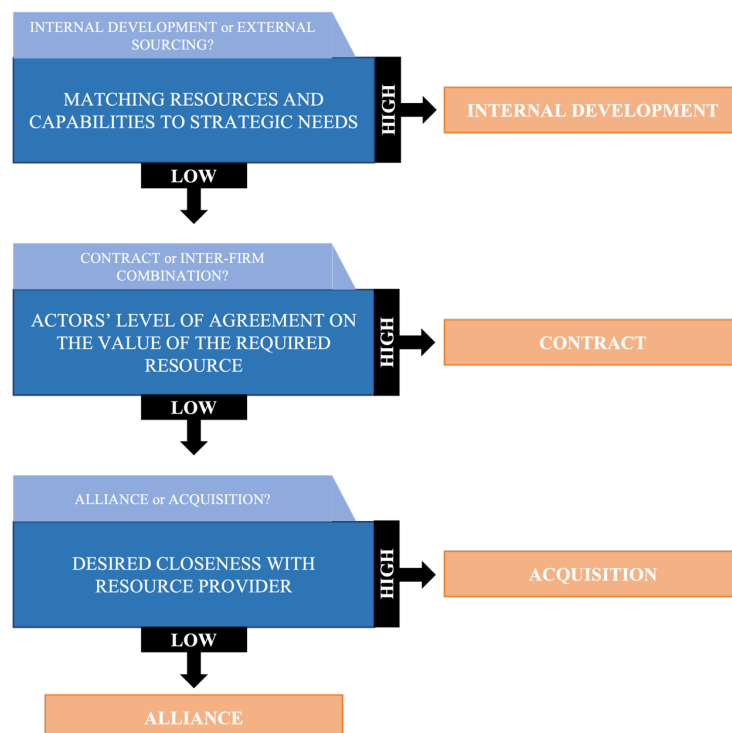 INTERNAL DEVELOPMENT or EXTERNAL
SOURCING?
MATCHING RESOURCES AND
CAPABILITIES TO STRATEGIC NEEDS
HIGH
INTERNAL DEVELOPMENT
LOW
CONTRACT or INTER-FIRM
COMBINATION?
ACTORS’ LEVEL OF AGREEMENT ON
THE VALUE OF THE REQUIRED
RESOURCE
HIGH
CONTRACT
LOW
ALLIANCE or ACQUISITION?
DESIRED CLOSENESS WITH
RESOURCE PROVIDER
HIGH
ACQUISITION
LOW
ALLIANCE